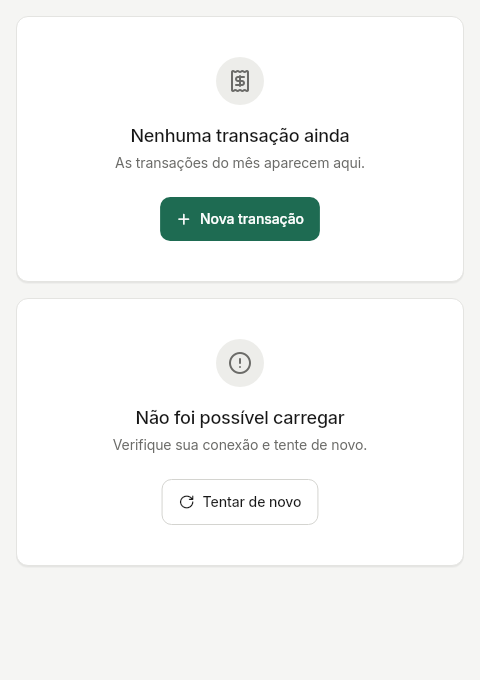 Nenhuma transação ainda
As transações do mês aparecem aqui.
Nova transação
Não foi possível carregar
Verifique sua conexão e tente de novo.
Tentar de novo